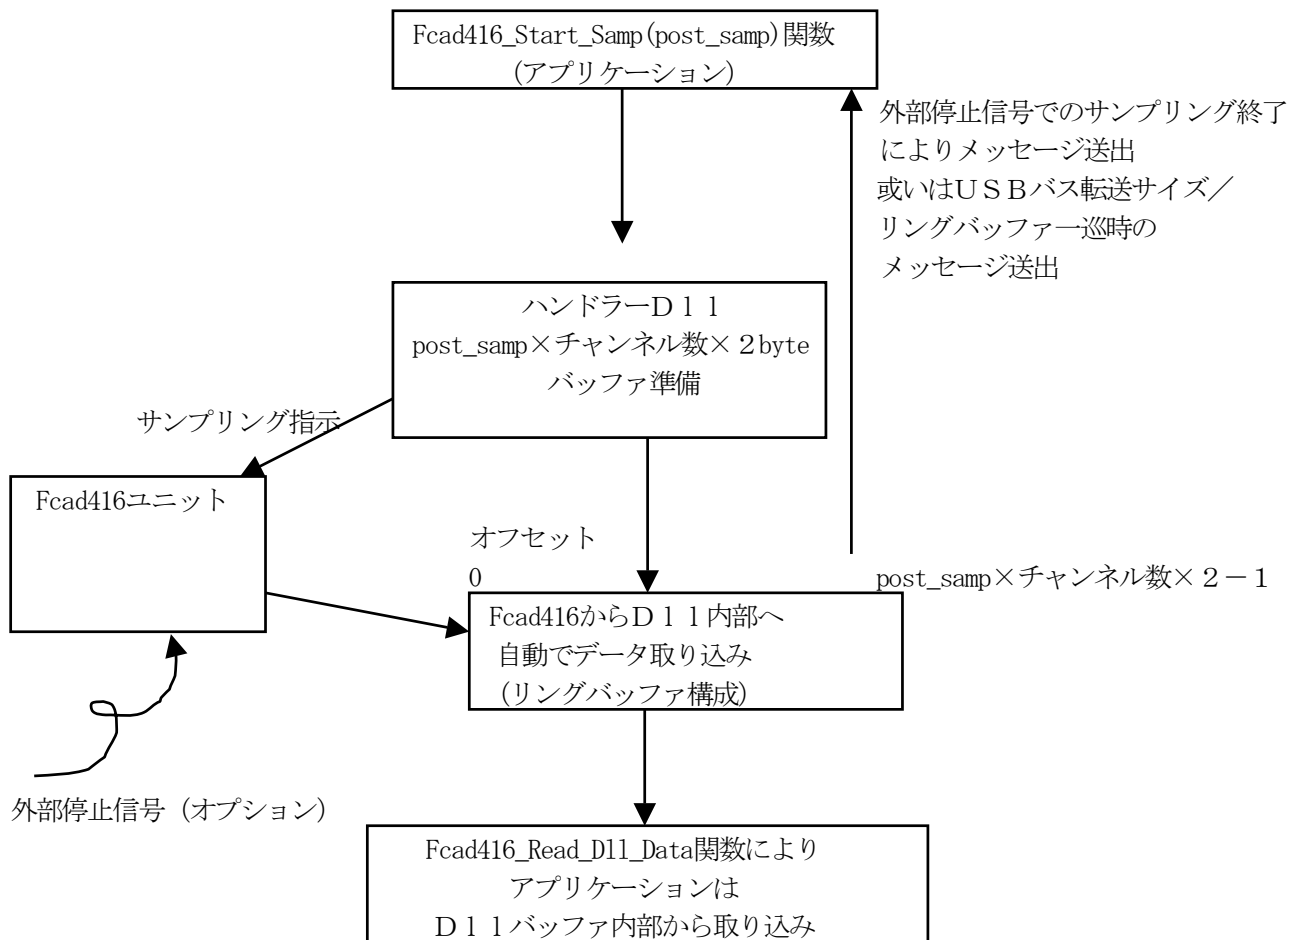 Fcad416_Start_Samp(post_samp)関数
(アプリケーション)
外部停止信号でのサンプリング終了
によりメッセージ送出
或いはＵＳＢバス転送サイズ／
リングバッファ一巡時の
メッセージ送出
ハンドラーＤｌｌ
post_samp×チャンネル数×２byte
バッファ準備
サンプリング指示
Fcad416ユニット
オフセット
0
post_samp×チャンネル数×２－１
Fcad416からＤｌｌ内部へ
自動でデータ取り込み
(リングバッファ構成)
外部停止信号（オプション）
Fcad416_Read_Dll_Data関数により
アプリケーションは
Ｄｌｌバッファ内部から取り込み